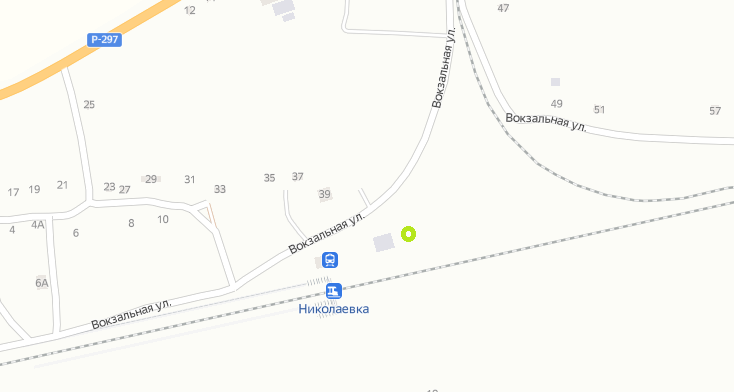 12
47
Р-297
Вокзальная ул.
25
49
51
57
Вокзальная ул.
17
19
21
23
27
29
31
33
35
37
39
4
4А
6
8
10
Вокзальная ул.
6А
Николаевка
Вокзальная ул.